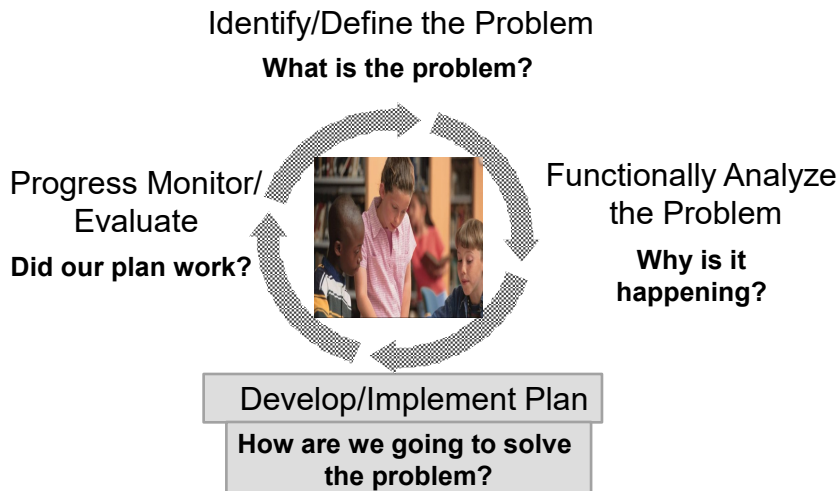 Identify/Define the Problem
What is the problem?
Functionally Analyze
the Problem
Why is it
happening?
Develop/Implement Plan
How are we going to solve
the problem?
Progress Monitor/
Evaluate
Did our plan work?